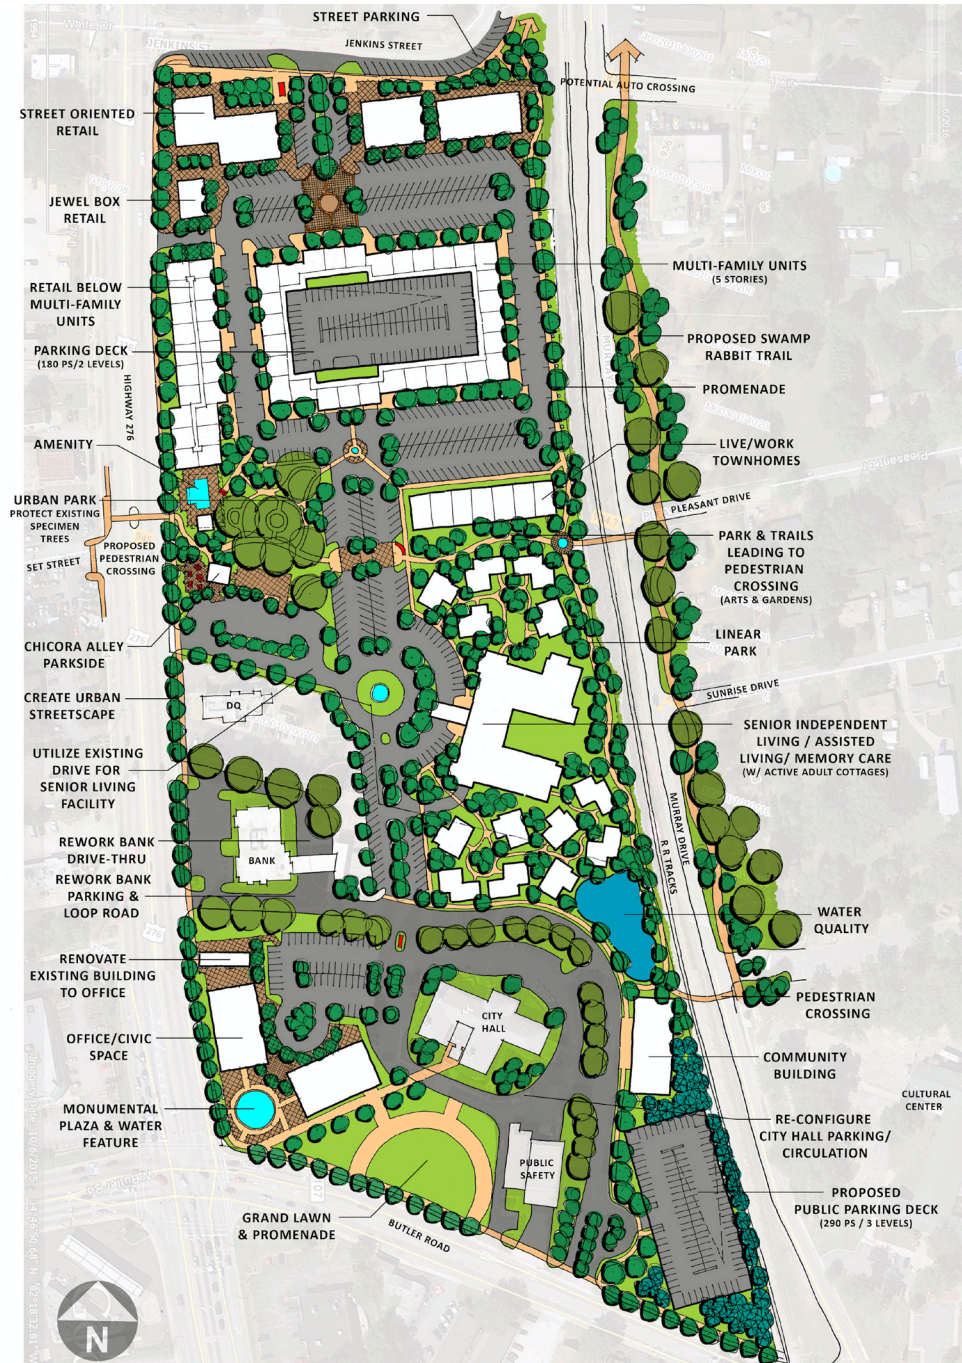 STREET PARKING
JENKINS STREET
JENKINS ST
POTENTIAL AUTO CROSSING
STREET ORIENTED
RETAIL
JEWEL BOX
RETAIL
MULTI-FAMILY UNITS
(5 STORIES)
RETAIL BELOW
MULTI-FAMILY
UNITS
PROPOSED SWAMP
RABBIT TRAIL
PARKING DECK
(180 PS/2 LEVELS)
HIGHWAY 276
PROMENADE
AMENITY
LIVE/WORK
TOWNHOMES
URBAN PARK
PROTECT EXISTING
SPECIMEN
TREES
PLEASANT DRIVE
SET STREET
PROPOSED
PEDESTRIAN
CROSSING
PARK & TRAILS
LEADING TO
PEDESTRIAN
CROSSING
(ARTS & GARDENS)
CHICORA ALLEY
PARKSIDE
LINEAR
PARK
CREATE URBAN
STREETSCAPE
DQ
SUNRISE DRIVE
SENIOR INDEPENDENT
LIVING / ASSISTED
LIVING/ MEMORY CARE
(W/ ACTIVE ADULT COTTAGES)
UTILIZE EXISTING
DRIVE FOR
SENIOR LIVING
FACILITY
MURRAY DRIVE
R R TRACKS
REWORK BANK
DRIVE-THRU
BANK
REWORK BANK
PARKING &
LOOP ROAD
WATER
QUALITY
RENOVATE
EXISTING BUILDING
TO OFFICE
PEDESTRIAN
CROSSING
CITY
HALL
OFFICE/CIVIC
SPACE
COMMUNITY
BUILDING
CULTURAL
CENTER
MONUMENTAL
PLAZA & WATER
FEATURE
RE-CONFIGURE
CITY HALL PARKING/
CIRCULATION
PUBLIC
SAFETY
PROPOSED
PUBLIC PARKING DECK
(290 PS / 3 LEVELS)
GRAND LAWN
& PROMENADE
BUTLER ROAD
N